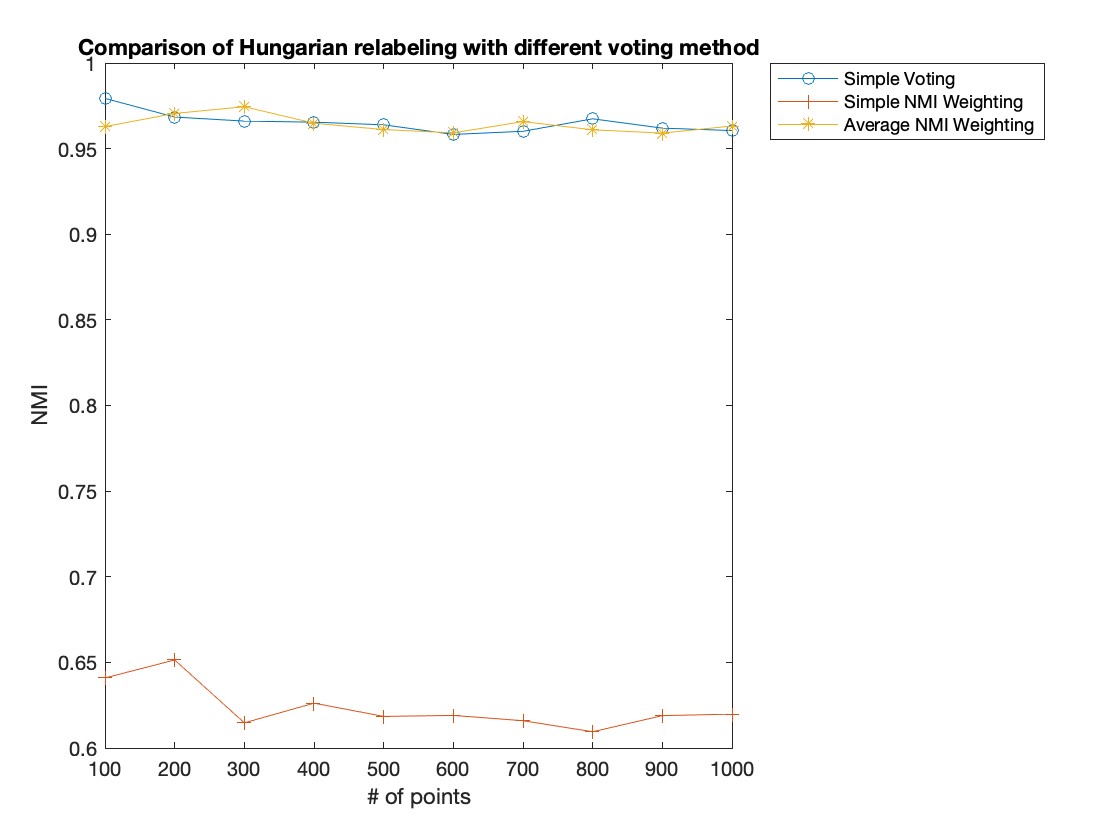 Comparison of Hungarian relabeling with different voting method
1
0.95
0.9
0.85
0.8
0.75
0.7
0.65
0.6
NMI
100 200 300 400 500 600 700 800 900 1000
# of points
Simple Voting
Simple NMI Weighting
Average NMI Weighting